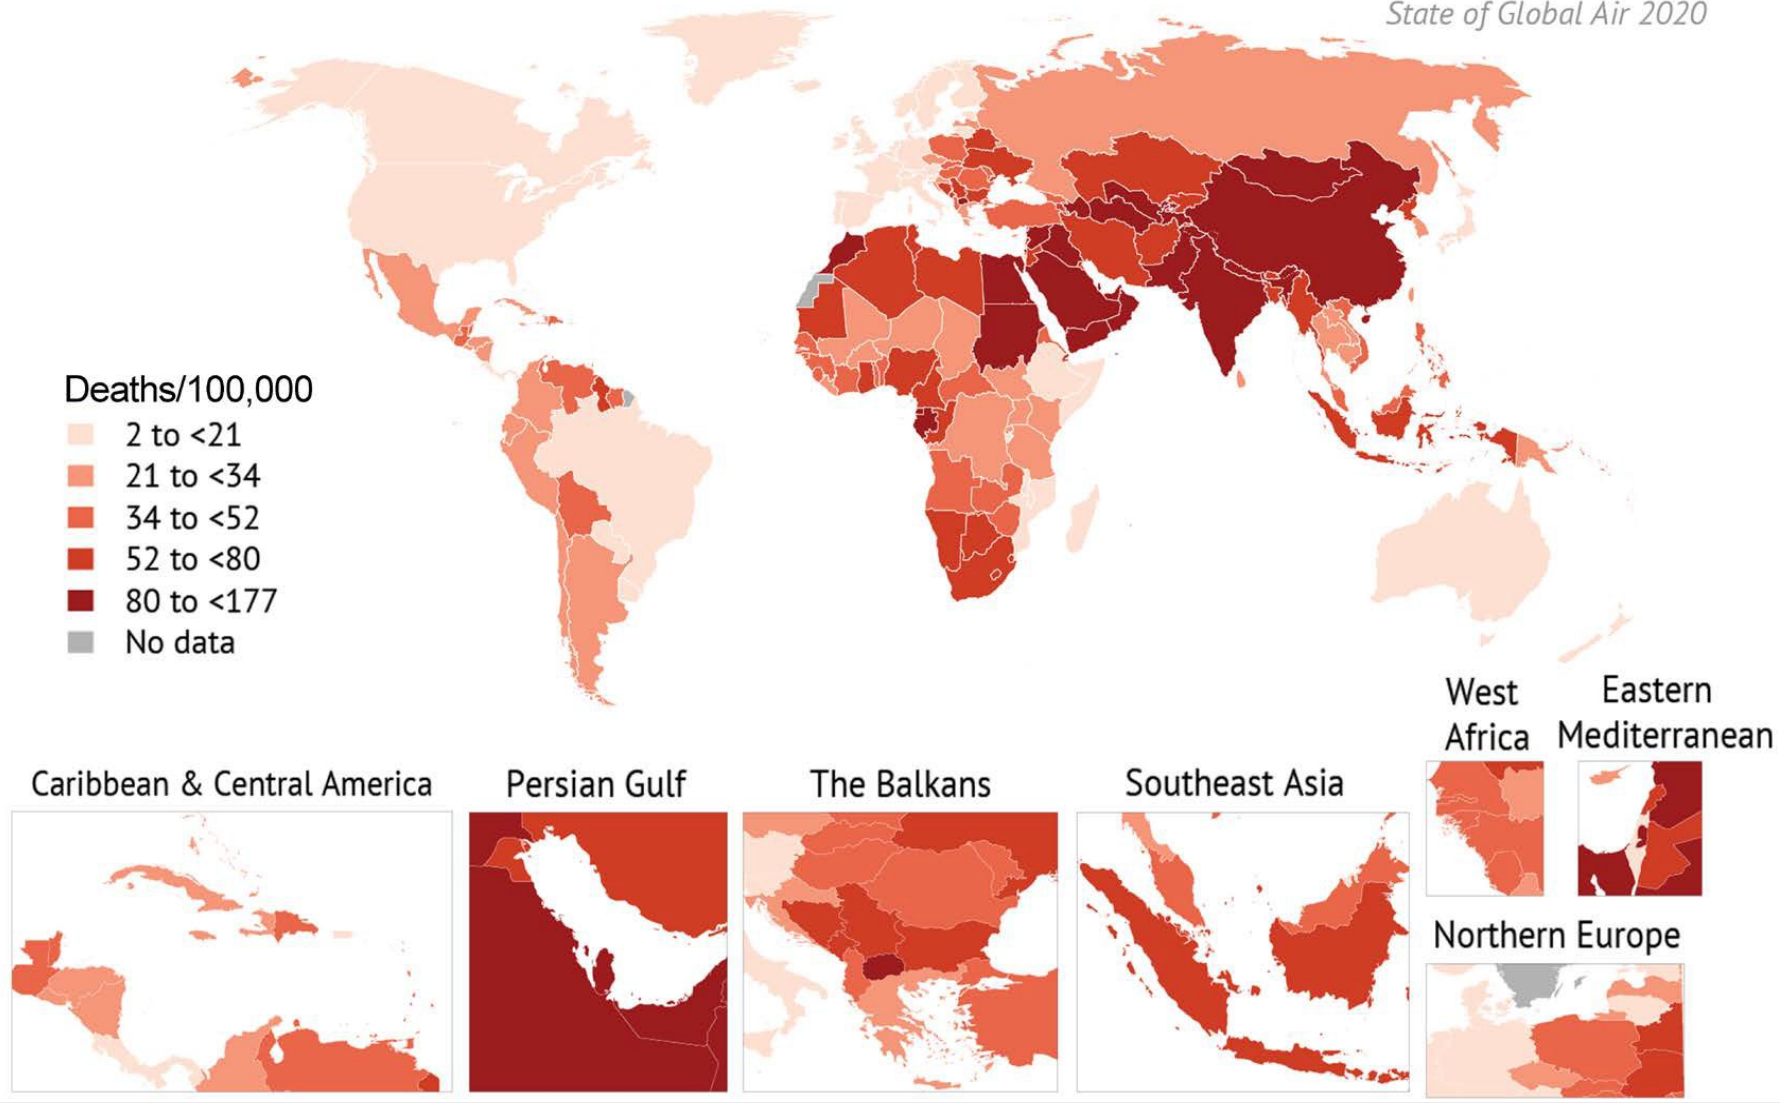 State of Global Air 2020
Deaths/100,000
2 to <21
21 to <34
34 to <52
52 to <80
80 to <177
No data
West
Africa
Eastern
Mediterranean
Caribbean & Central America
Persian Gulf
The Balkans
Southeast Asia
Northern Europe